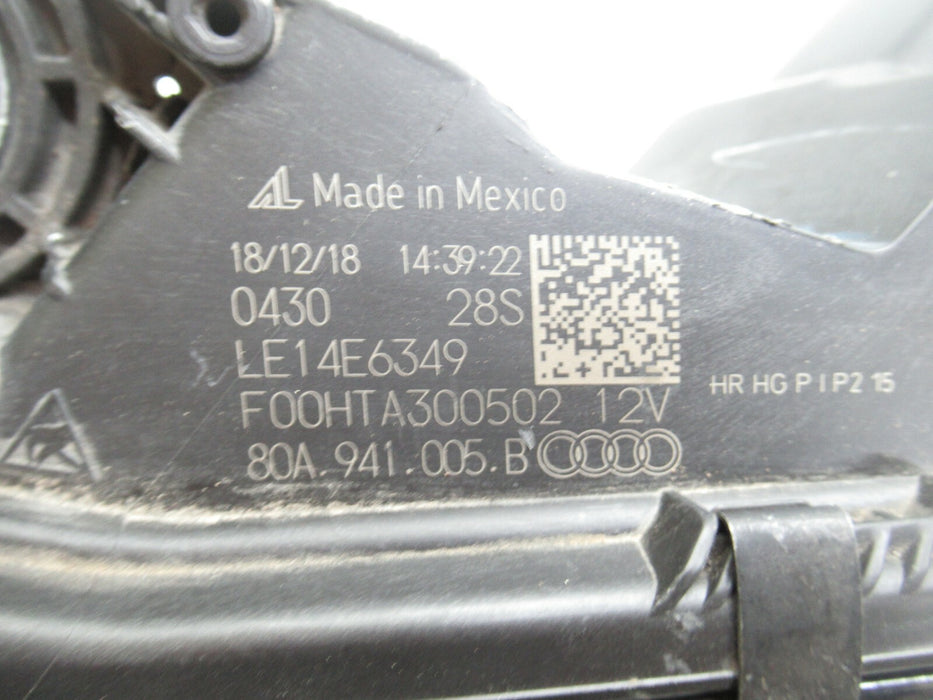 AL Made in Mexico
18/12/18 14:39:22
0430 28S
LE14E6349
F00HTA300502 12V
80A.941.005.B
HR HG P I P2 15